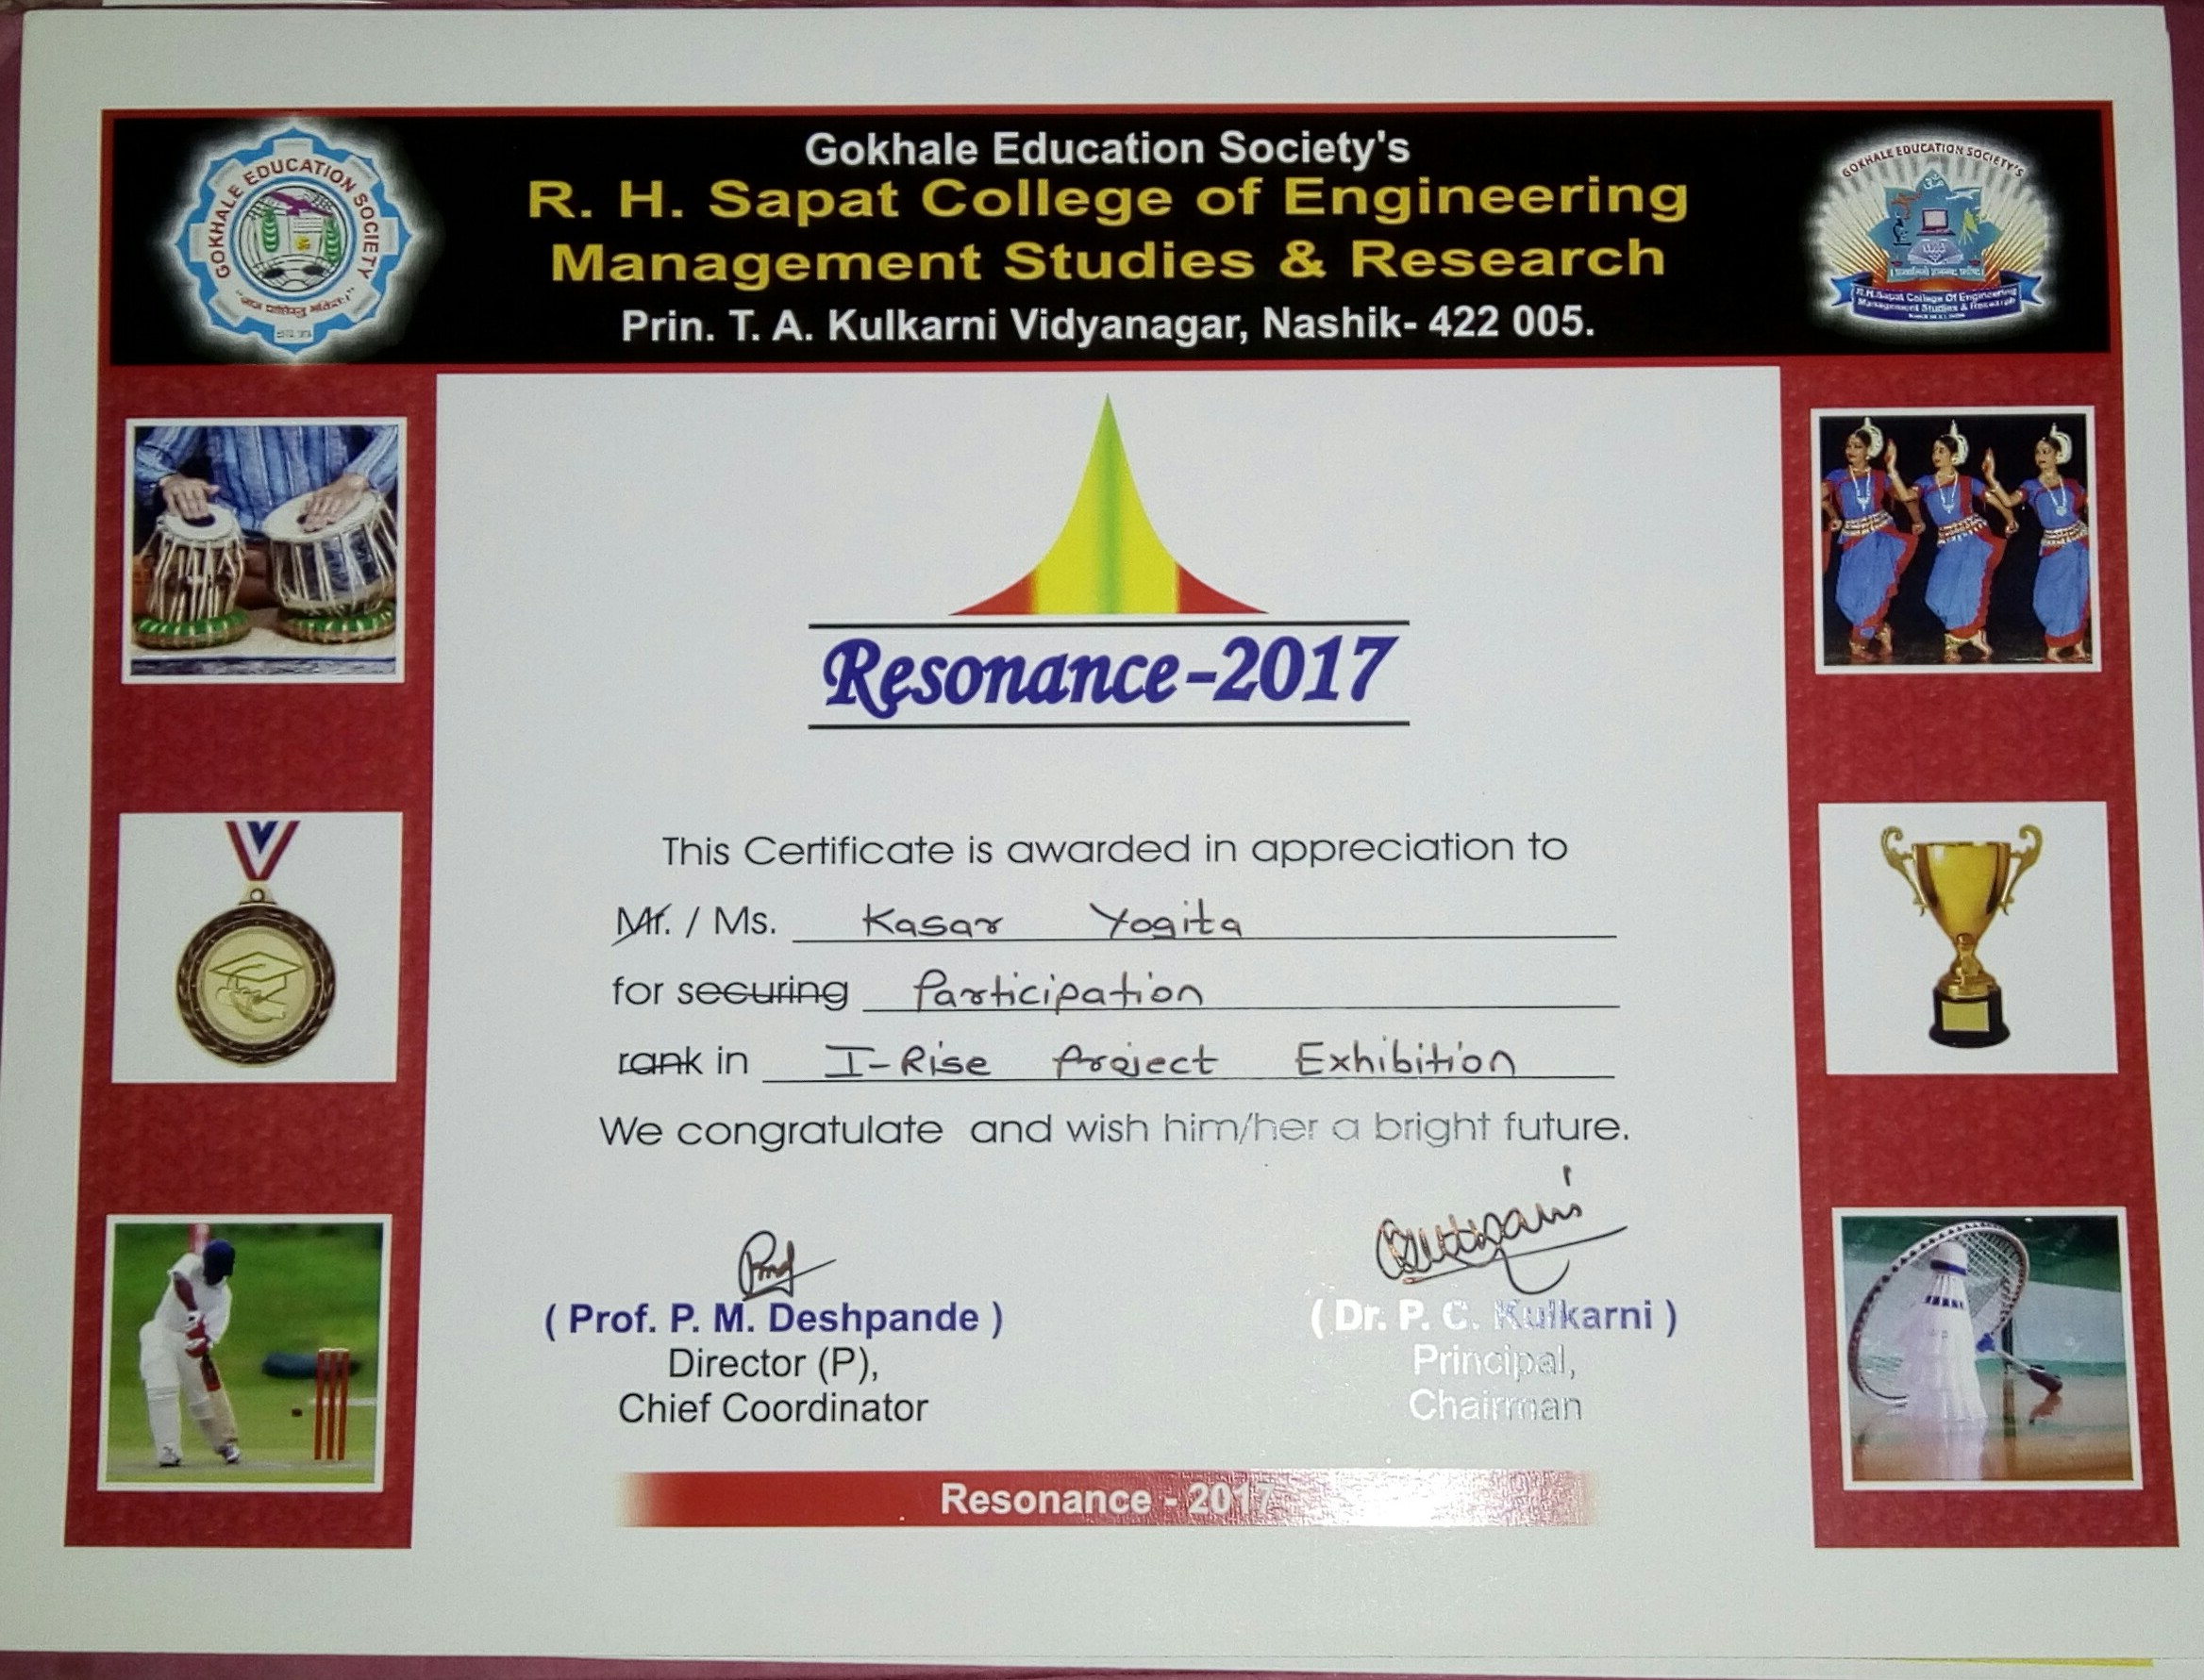 GOKHALE EDUCATION SOCIETY
Gokhale Education Society's
R. H. Sapat College of Engineering
Management Studies & Research
Prin. T. A. Kulkarni Vidyanagar, Nashik- 422 005.
GOKHALE EDUCATION SOCIETY'S
R.H.Sapat College Of Engineering
Management Studies & Research
Resonance-2017
This Certificate is awarded in appreciation to
Mr. / Ms. Kasar Yogita
for securing Participation
rank in I-Rise Project Exhibition
We congratulate and wish him/her a bright future.
( Prof. P. M. Deshpande )
Director (P),
Chief Coordinator
( Dr. P. C. Kulkarni )
Principal,
Chairman
Resonance - 2017